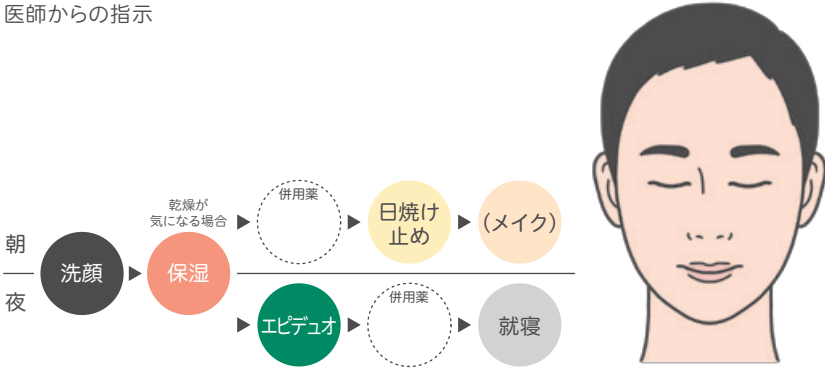 医師からの指示
乾燥が
気になる場合
併用薬
日焼け
止め
(メイク)
朝
洗顔
保湿
夜
エピデュオ
併用薬
就寝